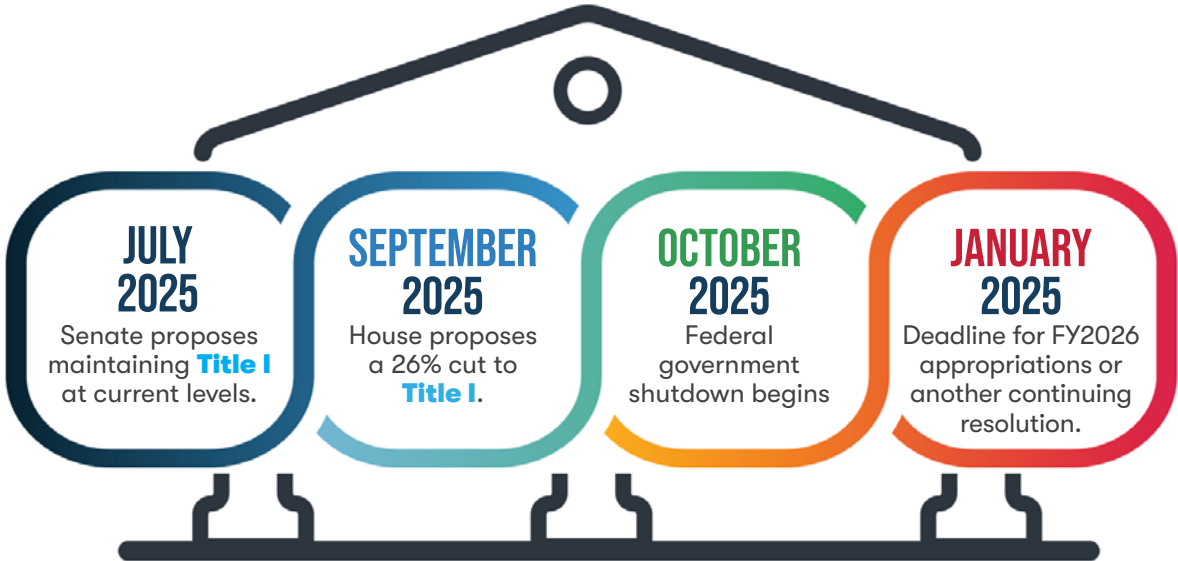 JULY
2025
Senate proposes
maintaining Title I
at current levels.
SEPTEMBER
2025
House proposes
a 26% cut to
Title I.
OCTOBER
2025
Federal
government
shutdown begins
JANUARY
2025
Deadline for FY2026
appropriations or
another continuing
resolution.